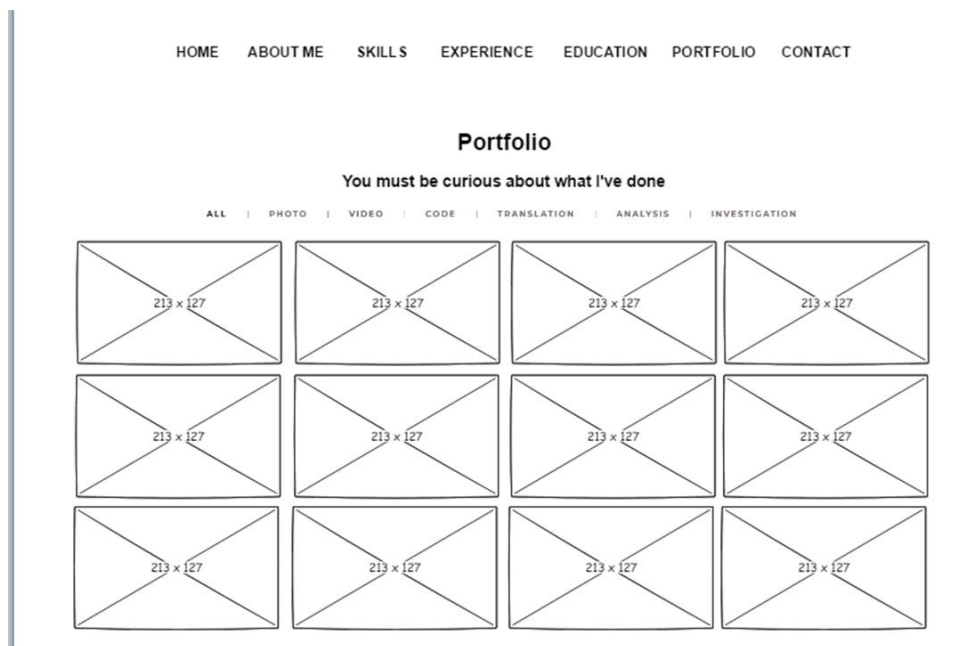 HOME ABOUT ME SKILLS EXPERIENCE EDUCATION PORTFOLIO CONTACT
Portfolio
You must be curious about what I've done
ALL | PHOTO | VIDEO | CODE | TRANSLATION | ANALYSIS | INVESTIGATION
213 x 127 213 x 127 213 x 127 213 x 127
213 x 127 213 x 127 213 x 127 213 x 127
213 x 127 213 x 127 213 x 127 213 x 127